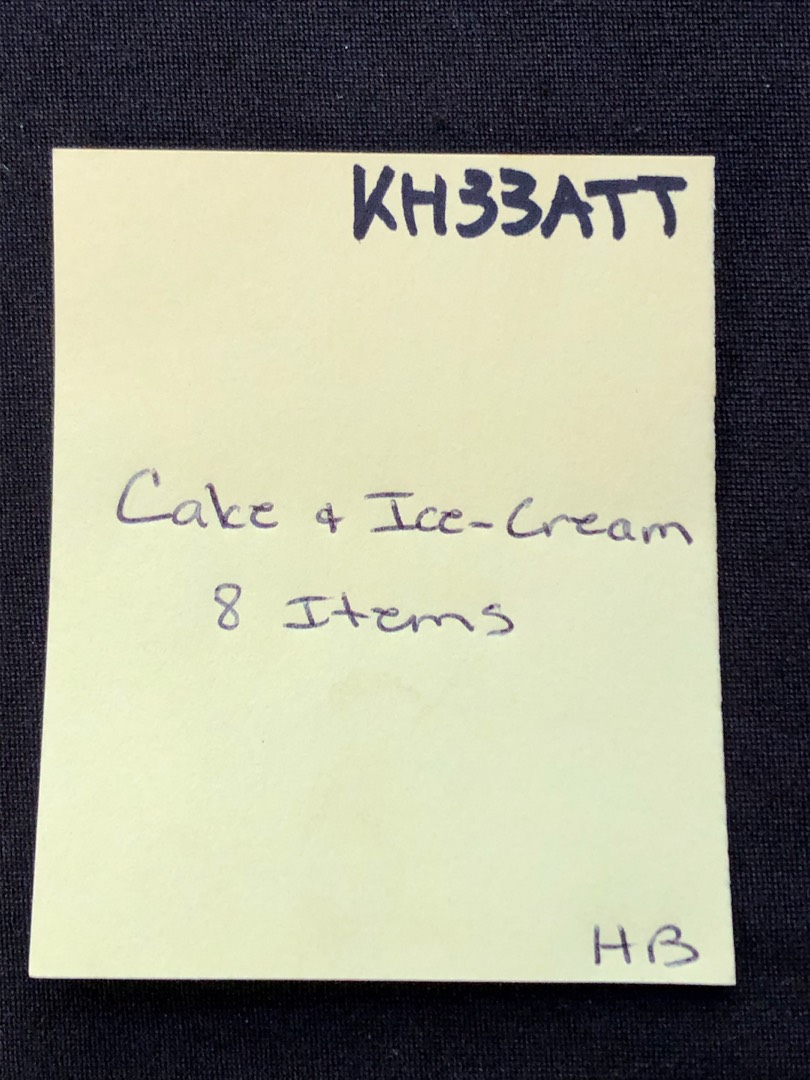 KH33ATT
Cake & Ice-Cream
8 Items
HB